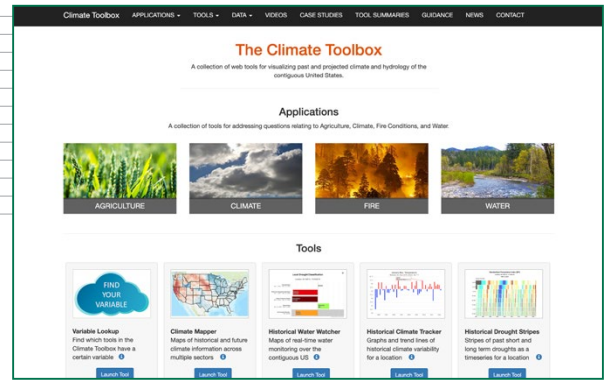 Climate Toolbox APPLICATIONS TOOLS DATA VIDEOS CASE STUDIES TOOL SUMMARIES GUIDANCE NEWS CONTACT
The Climate Toolbox
A collection of web tools for visualizing past and projected climate and hydrology of the
contiguous United States.
Applications
A collection of tools for addressing questions relating to Agriculture, Climate, Fire Conditions, and Water.
AGRICULTURE CLIMATE FIRE WATER
Tools
FIND
YOUR
VARIABLE
Variable Lookup
Find which tools in the
Climate Toolbox have a
certain variable
Launch Tool
Climate Mapper
Maps of historical and future
climate information across
multiple sectors
Launch Tool
Historical Water Watcher
Maps of real-time water
monitoring over the
contiguous US
Launch Tool
Historical Climate Tracker
Graphs and trend lines of
historical climate variability
for a location
Launch Tool
Historical Drought Stripes
Stripes of past short and
long term droughts as a
timeseries for a location
Launch Tool